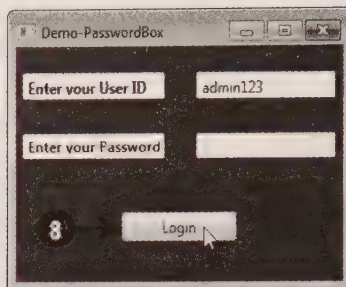 Demo-PasswordBox
Enter your User ID
admin123
Enter your Password
8
Login